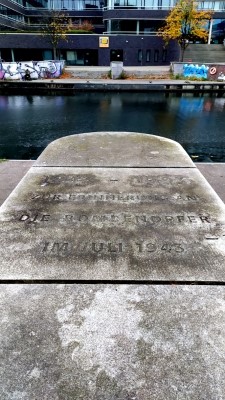 ZUR ERINNERUNG AN
DIE BOMBENOPFER
IM JULI 1943